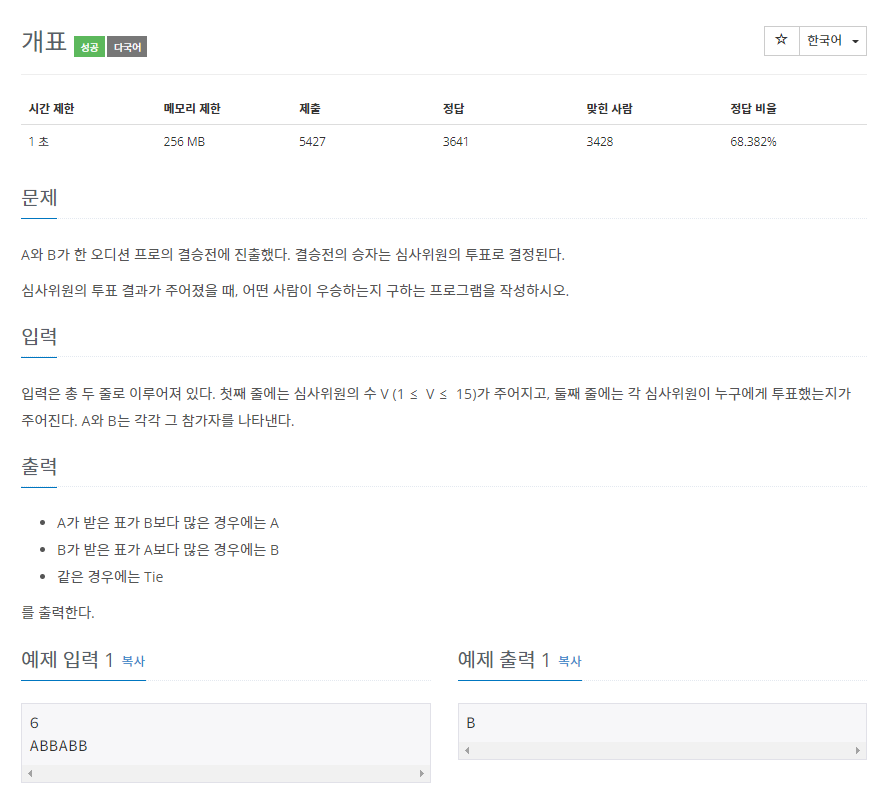 개표 성공 다국어
☆ 한국어
시간 제한 메모리 제한 제출 정답 맞힌 사람 정답 비율
1 초 256 MB 5427 3641 3428 68.382%
문제
A와 B가 한 오디션 프로의 결승전에 진출했다. 결승전의 승자는 심사위원의 투표로 결정된다.
심사위원의 투표 결과가 주어졌을 때, 어떤 사람이 우승하는지 구하는 프로그램을 작성하시오.
입력
입력은 총 두 줄로 이루어져 있다. 첫째 줄에는 심사위원의 수 V (1 ≤ V ≤ 15)가 주어지고, 둘째 줄에는 각 심사위원이 누구에게 투표했는지가
주어진다. A와 B는 각각 그 참가자를 나타낸다.
출력
• A가 받은 표가 B보다 많은 경우에는 A
• B가 받은 표가 A보다 많은 경우에는 B
• 같은 경우에는 Tie
를 출력한다.
예제 입력 1 복사
6
ABBABB
예제 출력 1 복사
B